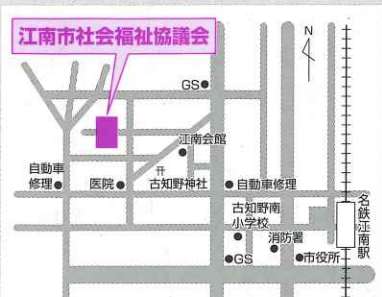 江南市社会福祉協議会
N
GS
江南会館
自動車
修理
医院
古知野神社
自動車修理
古知野南
小学校
消防署
GS
市役所
名鉄江南駅